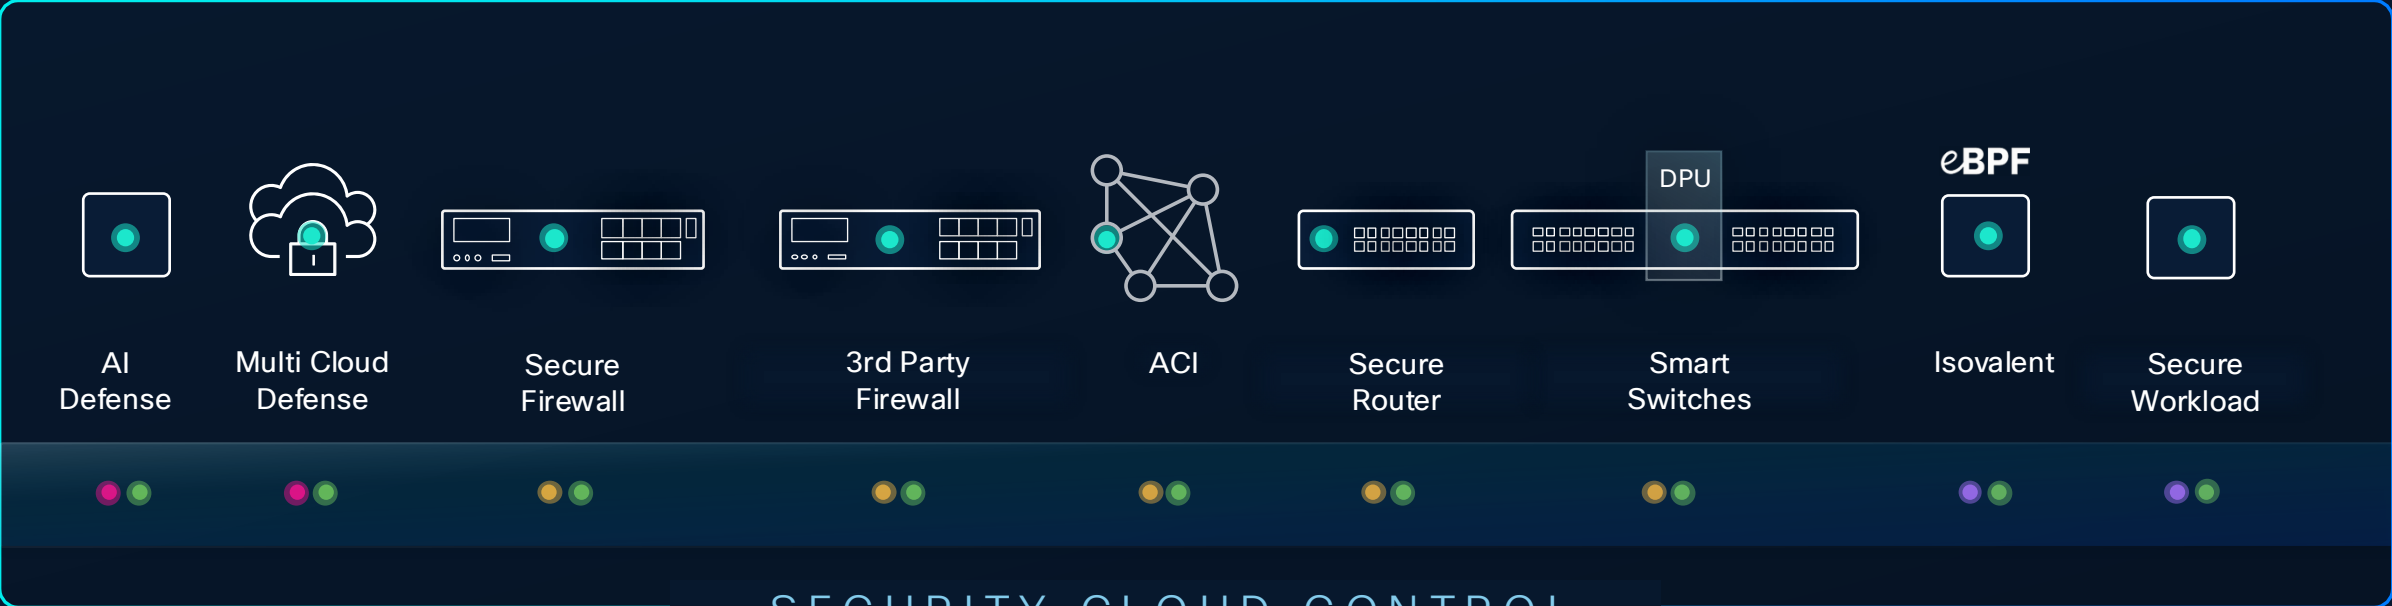 eBPF
DPU
AI
Defense
Multi Cloud
Defense
Secure
Firewall
3rd Party
Firewall
ACI
Secure
Router
Smart
Switches
Isovalent
Secure
Workload
SECURITY CLOUD CONTROL